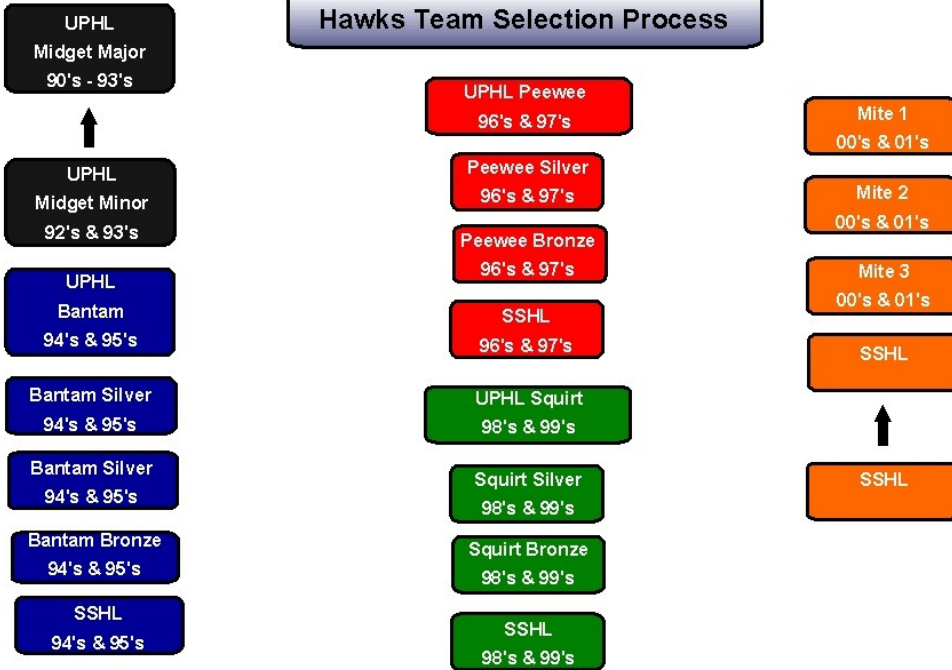 Hawks Team Selection Process
UPHL
Midget Major
90's - 93's
UPHL
Midget Minor
92's & 93's
UPHL
Bantam
94's & 95's
Bantam Silver
94's & 95's
Bantam Silver
94's & 95's
Bantam Bronze
94's & 95's
SSHL
94's & 95's
UPHL Peewee
96's & 97's
Peewee Silver
96's & 97's
Peewee Bronze
96's & 97's
SSHL
96's & 97's
UPHL Squirt
98's & 99's
Squirt Silver
98's & 99's
Squirt Bronze
98's & 99's
SSHL
98's & 99's
Mite 1
00's & 01's
Mite 2
00's & 01's
Mite 3
00's & 01's
SSHL
SSHL